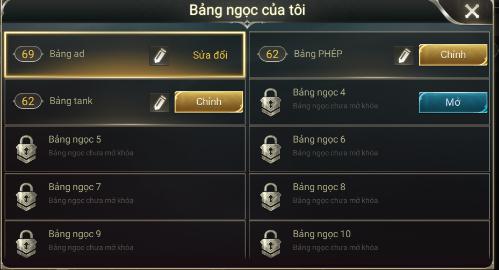 Bảng ngọc của tôi
69 Bảng ad Sửa đổi
62 Bảng PHÉP Chỉnh
62 Bảng tank Chỉnh
Bảng ngọc 4
Bảng ngọc chưa mở khóa
Mở
Bảng ngọc 5
Bảng ngọc chưa mở khóa
Bảng ngọc 6
Bảng ngọc chưa mở khóa
Bảng ngọc 7
Bảng ngọc chưa mở khóa
Bảng ngọc 8
Bảng ngọc chưa mở khóa
Bảng ngọc 9
Bảng ngọc chưa mở khóa
Bảng ngọc 10
Bảng ngọc chưa mở khóa